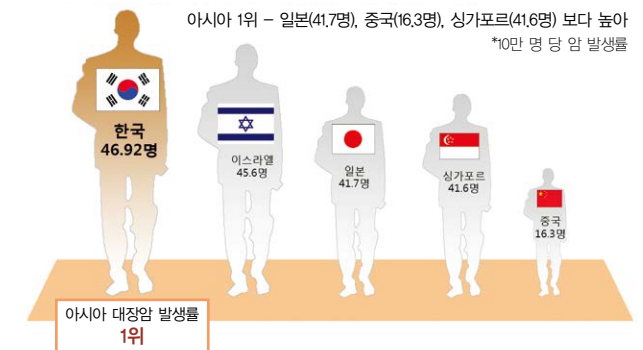 아시아 1위 - 일본(41.7명), 중국(16.3명), 싱가포르(41.6명) 보다 높아
*10만 명 당 암 발생률
한국
46.92명
이스라엘
45.6명
일본
41.7명
싱가포르
41.6명
중국
16.3명
아시아 대장암 발생률
1위